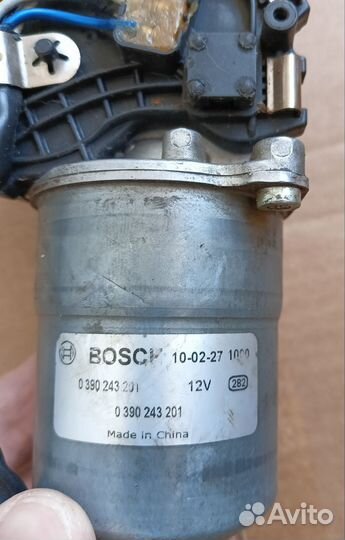 BOSCH 10-02-27 1000
0 390 243 201 12V 282
0 390 243 201
Made in China
Avito